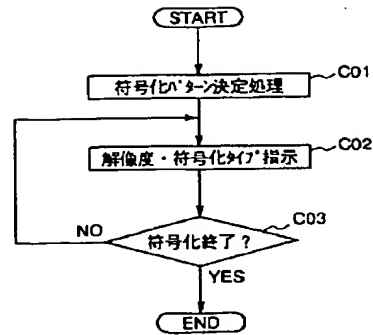 START
符号化パターン決定処理
C01
解像度・符号化タイプ指示
C02
符号化終了?
C03
NO
YES
END